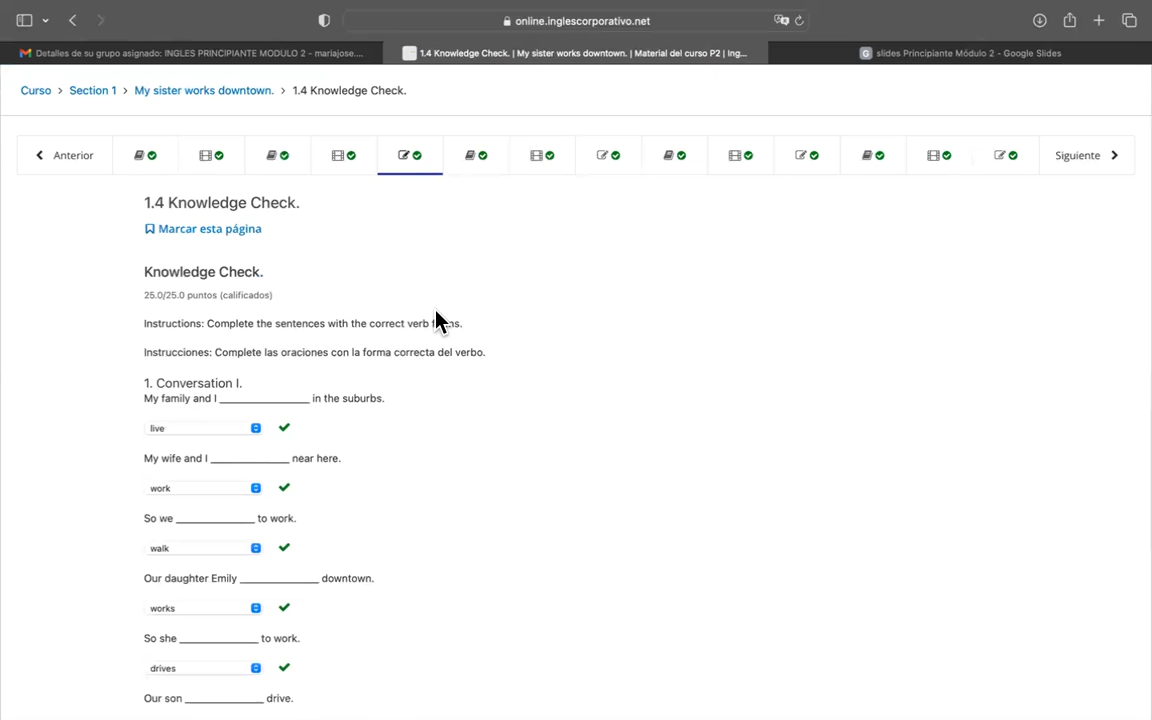 online.inglescorporativo.net
Detalles de su grupo asignado: INGLES PRINCIPIANTE MODULO 2 - mariajose....
1.4 Knowledge Check. | My sister works downtown. | Material del curso P2 | Ing...
G slides Principiante Módulo 2 - Google Slides
Curso > Section 1 > My sister works downtown. > 1.4 Knowledge Check.
Anterior
Siguiente
1.4 Knowledge Check.
Marcar esta página
Knowledge Check.
25.0/25.0 puntos (calificados)
Instructions: Complete the sentences with the correct verb
Instrucciones: Complete las oraciones con la forma correcta del verbo.
1. Conversation I.
My family and I ________________ in the suburbs.
live
My wife and I ______________ near here.
work
So we ______________ to work.
walk
Our daughter Emily ______________ downtown.
works
So she ______________ to work.
drives
Our son ______________ drive.